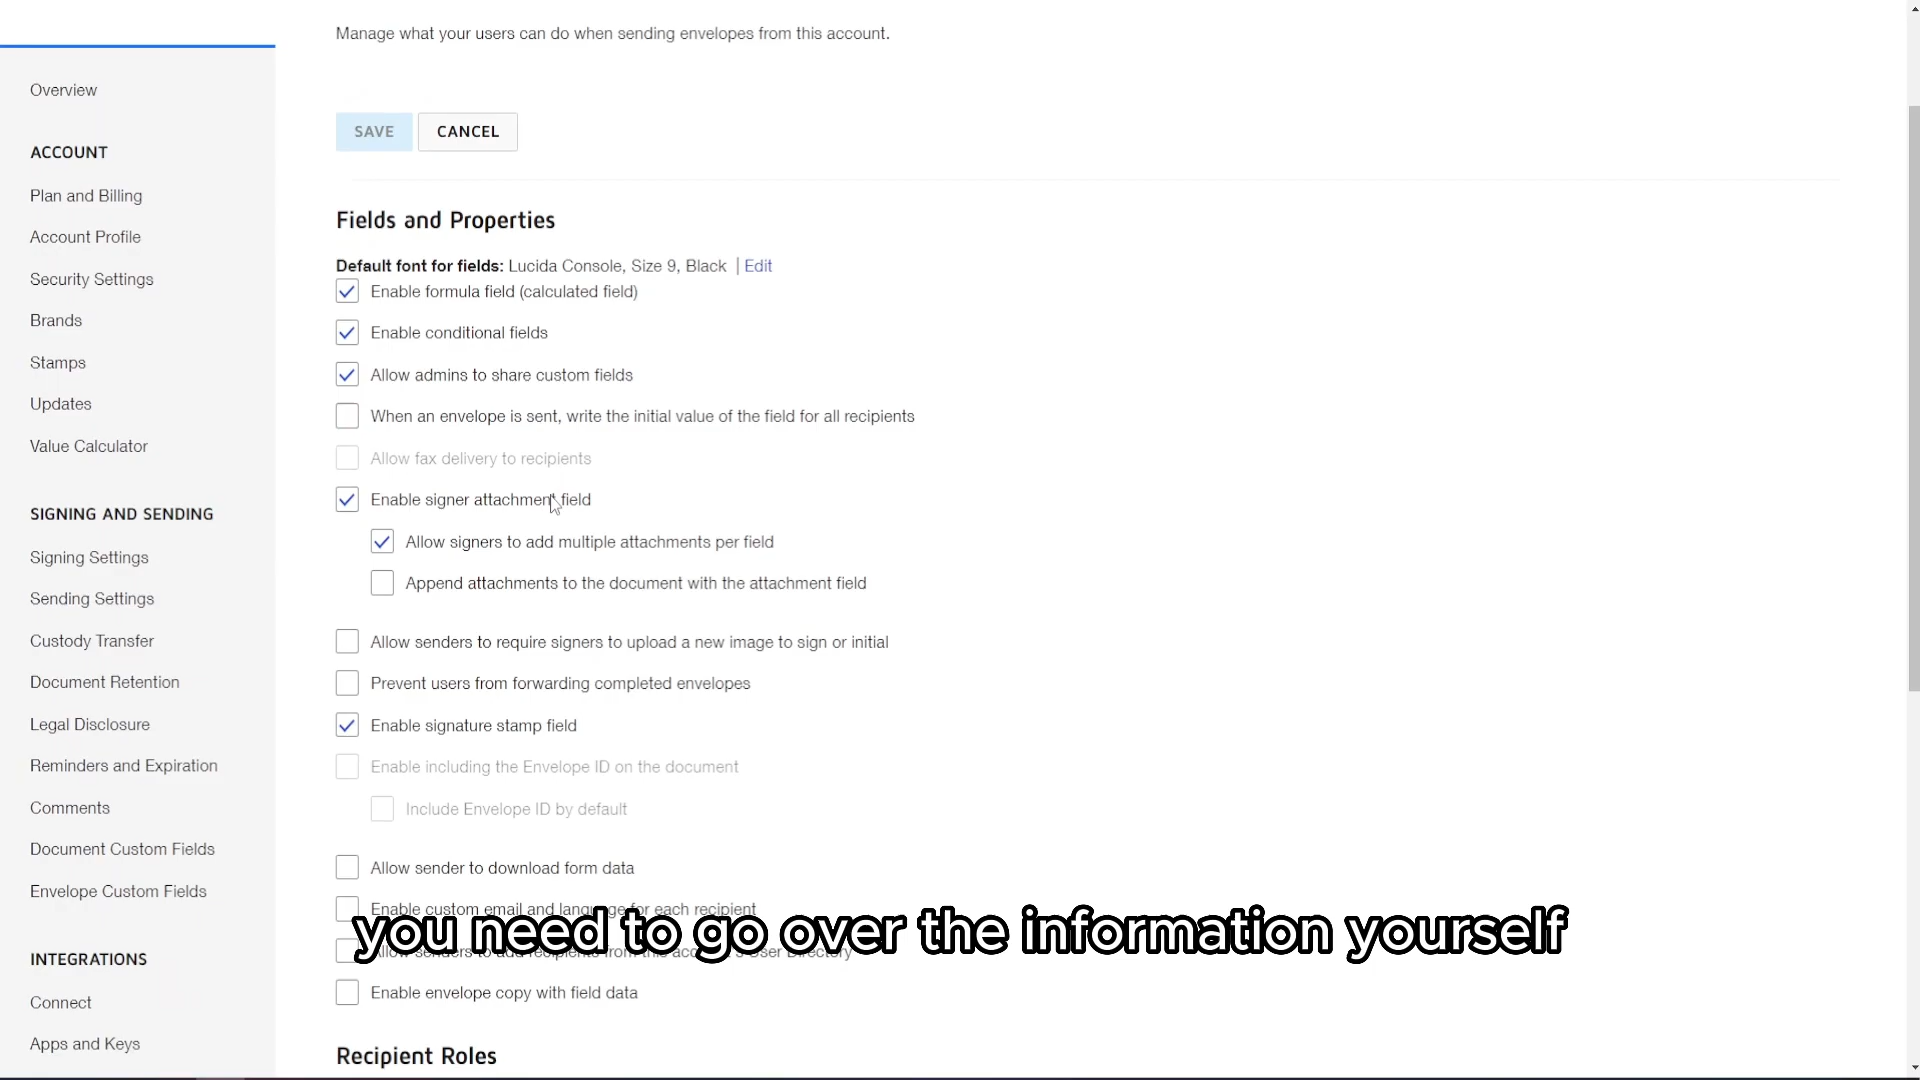 Manage what your users can do when sending envelopes from this account.
Overview
ACCOUNT
Plan and Billing
Account Profile
Security Settings
Brands
Stamps
Updates
Value Calculator
SIGNING AND SENDING
Signing Settings
Sending Settings
Custody Transfer
Document Retention
Legal Disclosure
Reminders and Expiration
Comments
Document Custom Fields
Envelope Custom Fields
INTEGRATIONS
Connect
Apps and Keys
SAVE
CANCEL
Fields and Properties
Default font for fields: Lucida Console, Size 9, Black | Edit
Enable formula field (calculated field)
Enable conditional fields
Allow admins to share custom fields
When an envelope is sent, write the initial value of the field for all recipients
Allow fax delivery to recipients
Enable signer attachment field
Allow signers to add multiple attachments per field
Append attachments to the document with the attachment field
Allow senders to require signers to upload a new image to sign or initial
Prevent users from forwarding completed envelopes
Enable signature stamp field
Enable including the Envelope ID on the document
Include Envelope ID by default
Allow sender to download form data
Enable custom email and language for each recipient
you need to go over the information yourself
Allow senders to add recipients from this account's User Directory
Enable envelope copy with field data
Recipient Roles